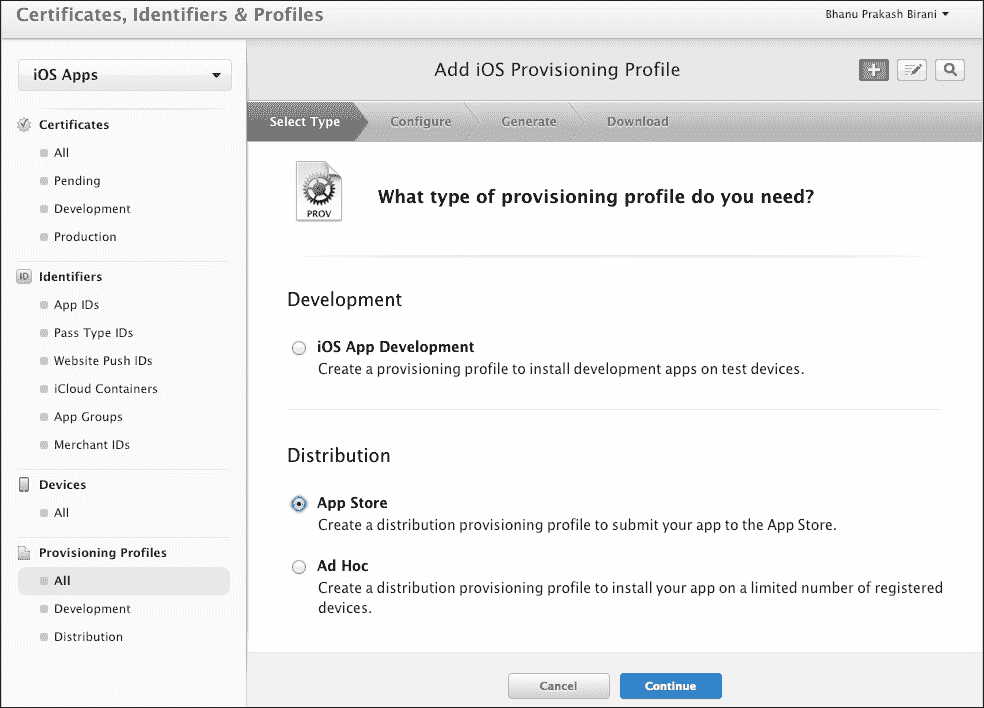 Certificates, Identifiers & Profiles
Bhanu Prakash Birani
iOS Apps
Certificates
All
Pending
Development
Production
ID
Identifiers
App IDs
Pass Type IDs
Website Push IDs
iCloud Containers
App Groups
Merchant IDs
Devices
All
Provisioning Profiles
All
Development
Distribution
Add iOS Provisioning Profile
Select Type
Configure
Generate
Download
PROV
What type of provisioning profile do you need?
Development
iOS App Development
Create a provisioning profile to install development apps on test devices.
Distribution
App Store
Create a distribution provisioning profile to submit your app to the App Store.
Ad Hoc
Create a distribution provisioning profile to install your app on a limited number of registered
devices.
Cancel
Continue